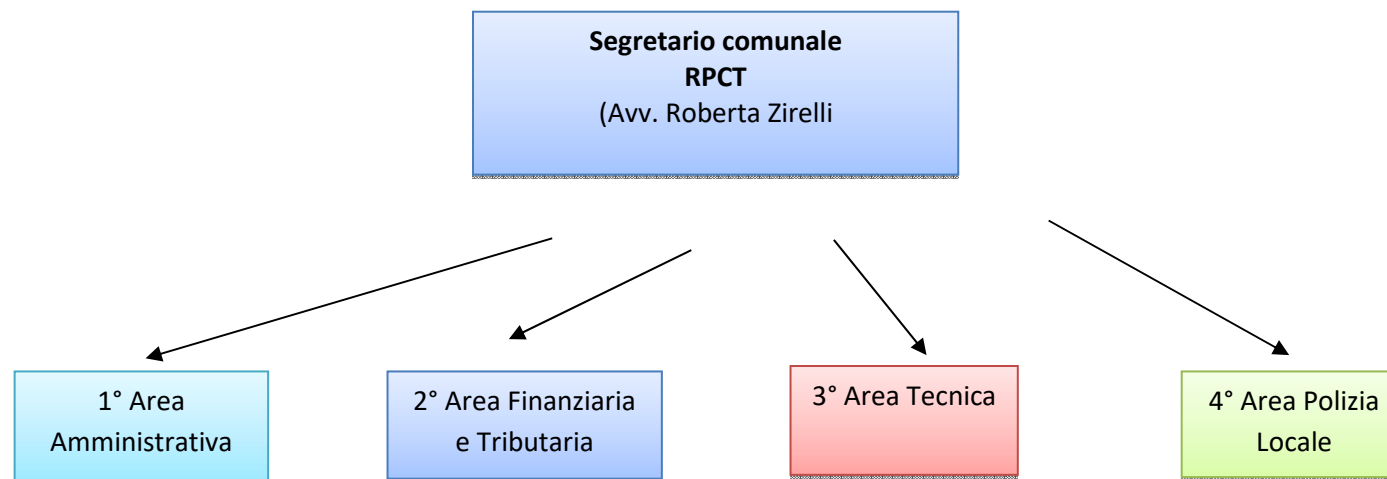 Segretario comunale
RPCT
(Avv. Roberta Zirelli
1° Area
Amministrativa
2° Area Finanziaria
e Tributaria
3° Area Tecnica
4° Area Polizia
Locale